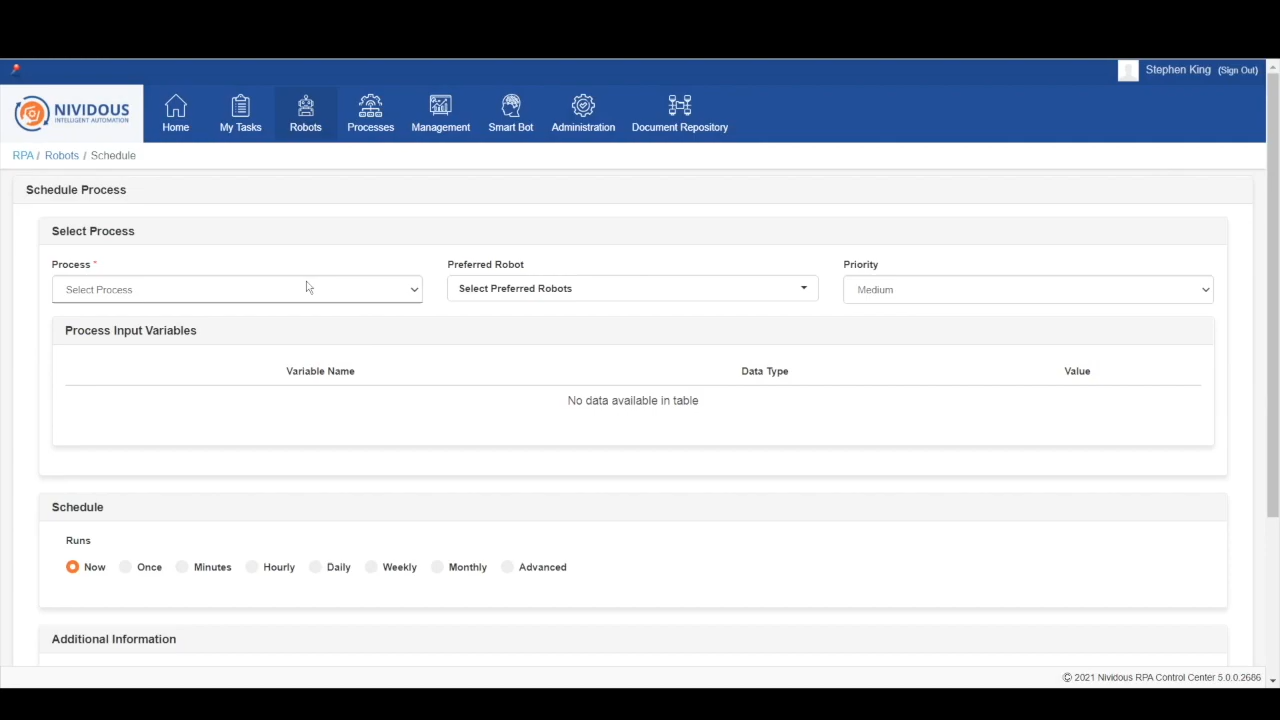 Stephen King (Sign Out)
NIVIDOUS
INTELLIGENT AUTOMATION
Home My Tasks Robots Processes Management Smart Bot Administration Document Repository
RPA / Robots / Schedule
Schedule Process
Select Process
Process * Preferred Robot Priority
Select Process Select Preferred Robots Medium
Process Input Variables
Variable Name Data Type Value
No data available in table
Schedule
Runs
Now Once Minutes Hourly Daily Weekly Monthly Advanced
Additional Information
© 2021 Nividous RPA Control Center 5.0.0.2686